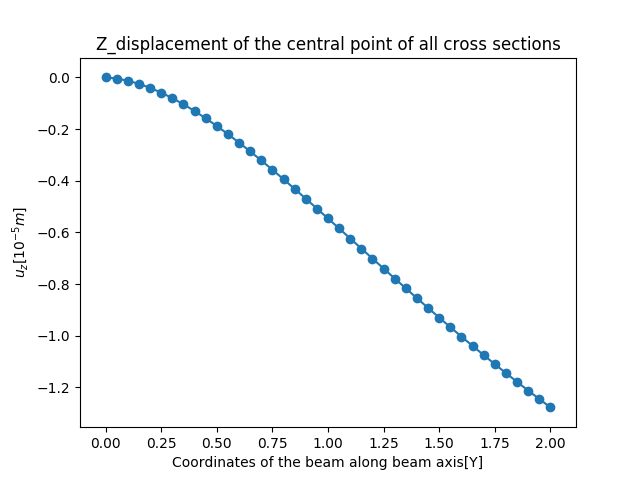 Z_displacement of the central point of all cross sections
0.0
−0.2
−0.4
−0.6
−0.8
−1.0
−1.2
u_z[10^{−5}m]
0.00 0.25 0.50 0.75 1.00 1.25 1.50 1.75 2.00
Coordinates of the beam along beam axis[Y]